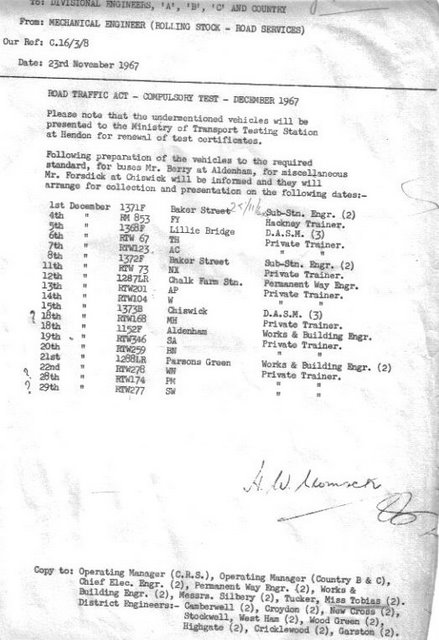 To: DIVISIONAL ENGINEERS, 'A', 'B', 'C' AND COUNTRY
From: MECHANICAL ENGINEER (ROLLING STOCK - ROAD SERVICES)
Our Ref: C.16/3/8
Date: 23rd November 1967
ROAD TRAFFIC ACT - COMPULSORY TEST - DECEMBER 1967
Please note that the undermentioned vehicles will be
presented to the Ministry of Transport Testing Station
at Hendon for renewal of test certificates.
Following preparation of the vehicles to the required
standard, for buses Mr. Berry at Aldenham, for miscellaneous
Mr. Forsdick at Chiswick will be informed and they will
arrange for collection and presentation on the following dates:-
1st December 1371F Baker Street Sub-Stn. Engr. (2)
4th " RM 853 FY Hackney Trainer.
5th " 1368F Lillie Bridge D.A.S.M. (3)
6th " RTW 67 TH Private Trainer.
7th " RTW123 AC " "
8th " 1372F Baker Street Sub-Stn. Engr. (2)
11th " RTW 73 NX Private Trainer.
12th " 1287LR Chalk Farm Stn. Permanent Way Engr.
13th " RTW201 AP Private Trainer.
14th " RTW104 W " "
15th " 1373B Chiswick D.A.S.M. (3)
? 18th " RTW168 MH Private Trainer.
18th " 1152F Aldenham Works & Building Engr.
19th " RTW346 SA Private Trainer.
20th " RTW259 BN " "
21st " 1288LR Parsons Green Works & Building Engr. (2)
? 22nd " RTW278 WN Private Trainer.
28th " RTW174 PM " "
? 29th " RTW277 SW " "
H. W.
Copy to: Operating Manager (C.R.S.), Operating Manager (Country B & C),
Chief Elec. Engr. (2), Permanent Way Engr. (2), Works &
Building Engr. (2), Messrs. Silbery (2), Tucker, Miss Tobias (2).
District Engineers:- Camberwell (2), Croydon (2), New Cross (2),
Stockwell, West Ham (2), Wood Green (2),
Highgate (2), Cricklewood (2), Garston (2).